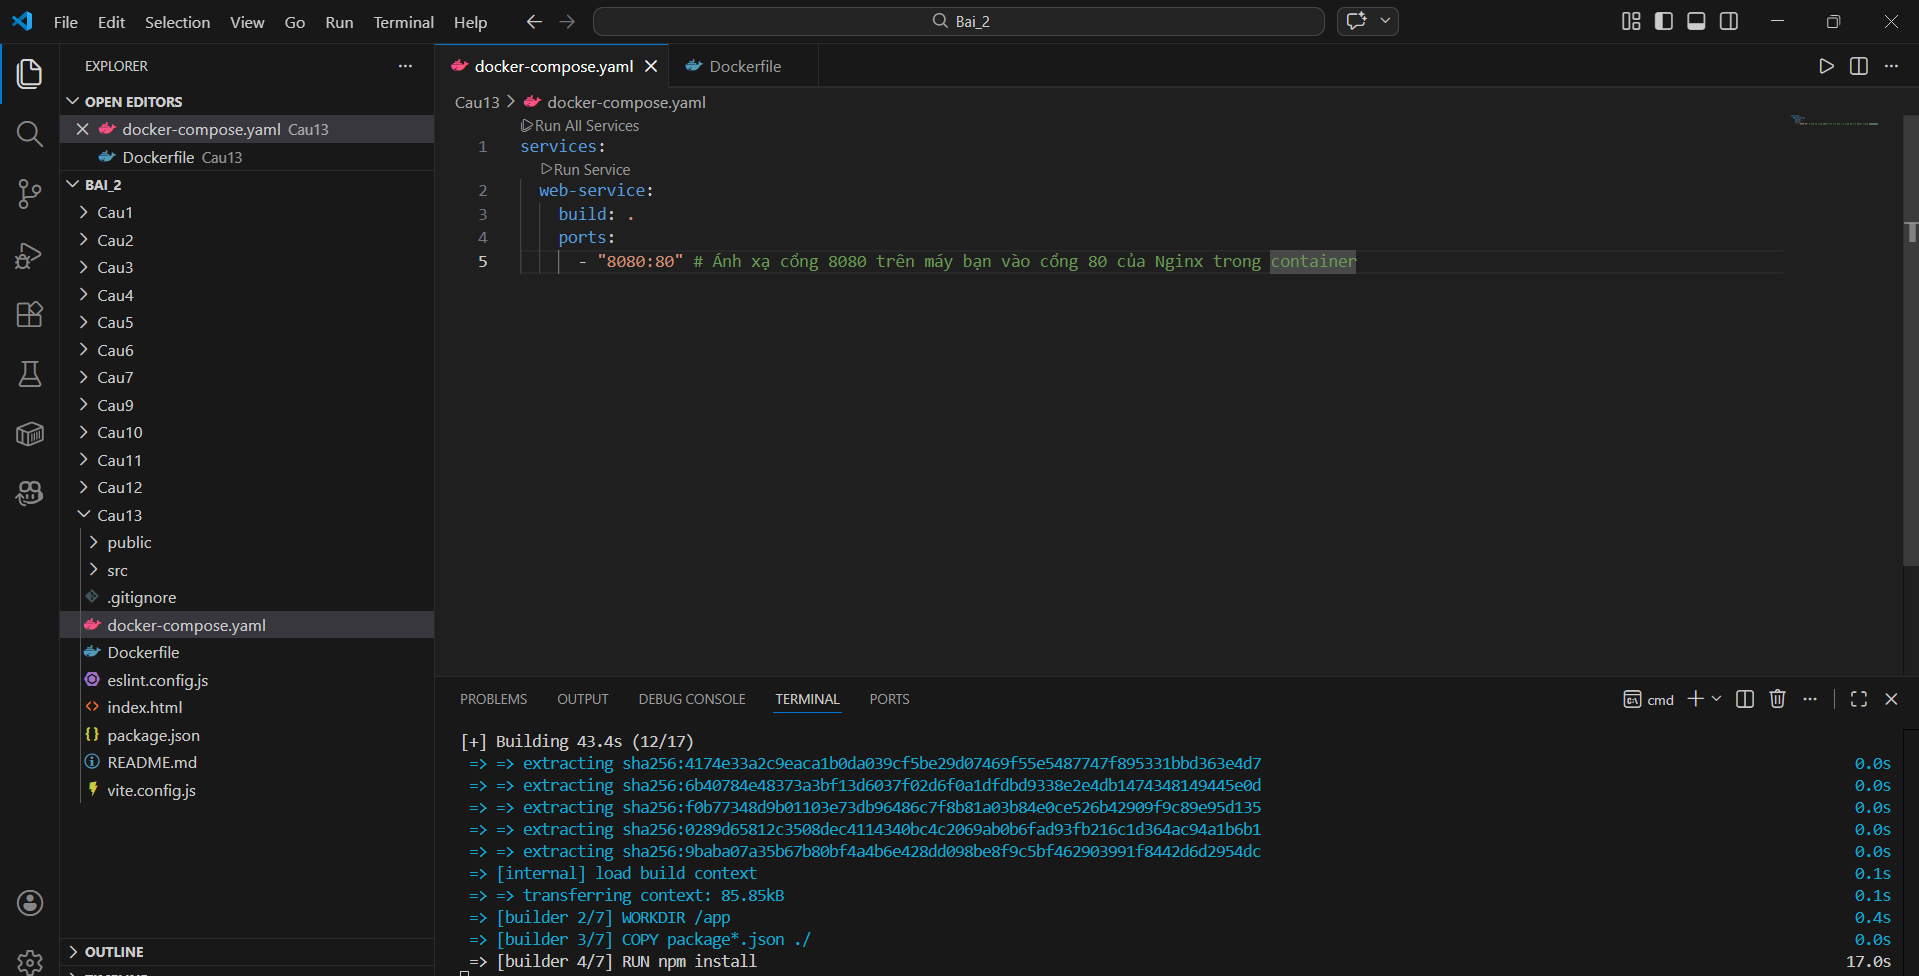 File Edit Selection View Go Run Terminal Help
Bai_2
EXPLORER
OPEN EDITORS
docker-compose.yaml Cau13
Dockerfile Cau13
BAI_2
Cau1
Cau2
Cau3
Cau4
Cau5
Cau6
Cau7
Cau9
Cau10
Cau11
Cau12
Cau13
public
src
.gitignore
docker-compose.yaml
Dockerfile
eslint.config.js
index.html
package.json
README.md
vite.config.js
OUTLINE
docker-compose.yaml
Dockerfile
Cau13 > docker-compose.yaml
Run All Services
1 services:
Run Service
2 web-service:
3 build: .
4 ports:
5 - "8080:80" # Ánh xạ cổng 8080 trên máy bạn vào cổng 80 của Nginx trong container
PROBLEMS OUTPUT DEBUG CONSOLE TERMINAL PORTS
cmd
[+] Building 43.4s (12/17)
=> => extracting sha256:4174e33a2c9eaca1b0da039cf5be29d07469f55e5487747f895331bbd363e4d7 0.0s
=> => extracting sha256:6b40784e48373a3bf13d6037f02d6f0a1dfdbd9338e2e4db1474348149445e0d 0.0s
=> => extracting sha256:f0b77348d9b01103e73db96486c7f8b81a03b84e0ce526b42909f9c89e95d135 0.0s
=> => extracting sha256:0289d65812c3508dec4114340bc4c2069ab0b6fad93fb216c1d364ac94a1b6b1 0.0s
=> => extracting sha256:9baba07a35b67b80bf4a4b6e428dd098be8f9c5bf462903991f8442d6d2954dc 0.0s
=> [internal] load build context 0.1s
=> => transferring context: 85.85kB 0.1s
=> [builder 2/7] WORKDIR /app 0.4s
=> [builder 3/7] COPY package*.json ./ 0.0s
=> [builder 4/7] RUN npm install 17.0s